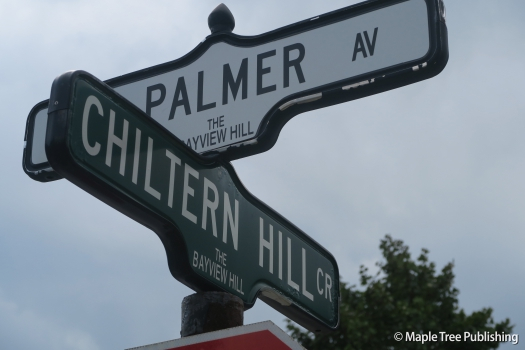 PALMER AV
THE
BAYVIEW HILL
CHILTERN HILL CR
THE
BAYVIEW HILL
© Maple Tree Publishing